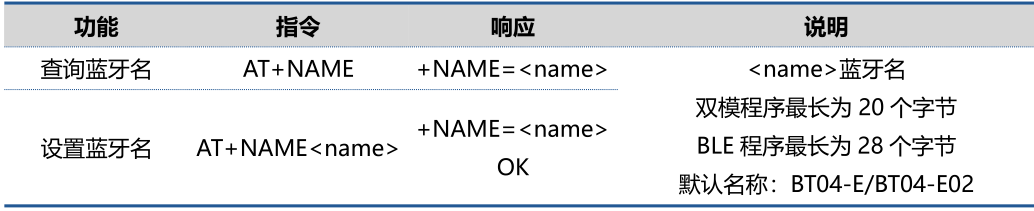 功能 指令 响应 说明
查询蓝牙名 AT+NAME +NAME=<name> <name>蓝牙名
双模程序最长为 20 个字节
设置蓝牙名 AT+NAME<name> +NAME=<name>
OK
BLE 程序最长为 28 个字节
默认名称：BT04-E/BT04-E02